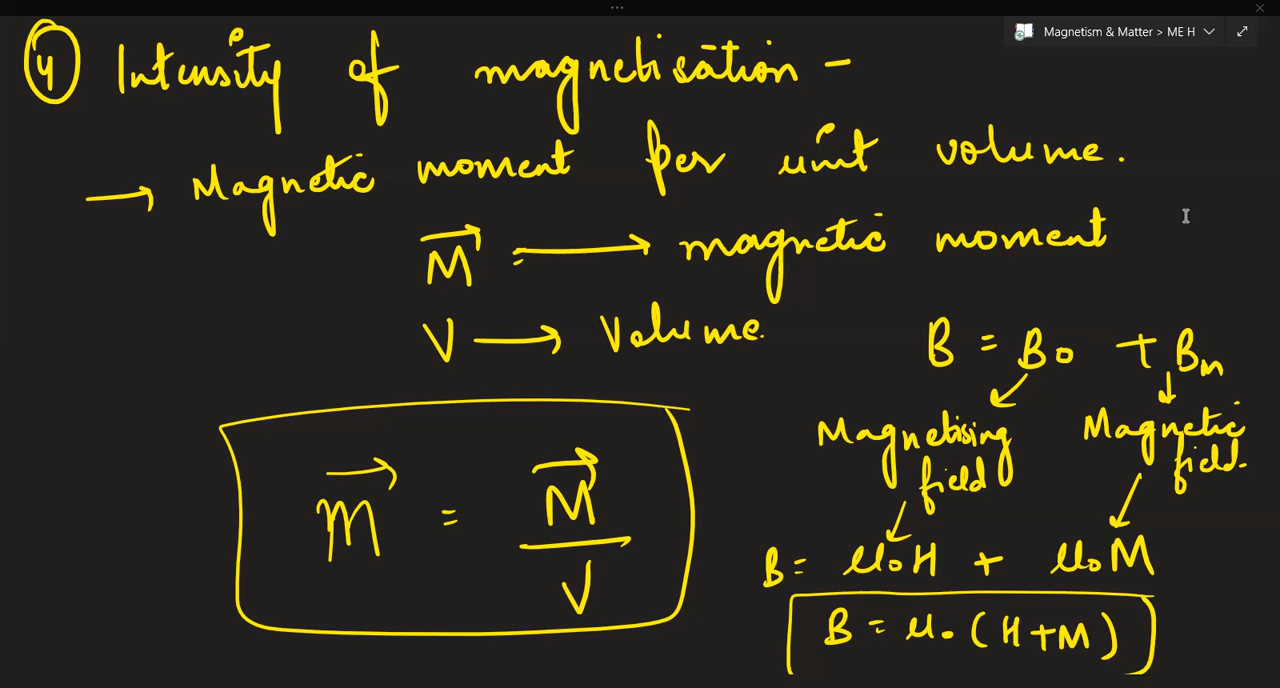 Magnetism & Matter > ME H
4 Intensity of magnetisation -
→ Magnetic moment per unit volume.
M⃗ → magnetic moment
V → Volume.
m⃗ = M⃗ / V
B = B0 + Bm
Magnetising field
Magnetic field.
B = μ0H + μ0M
B = μ0 (H+M)